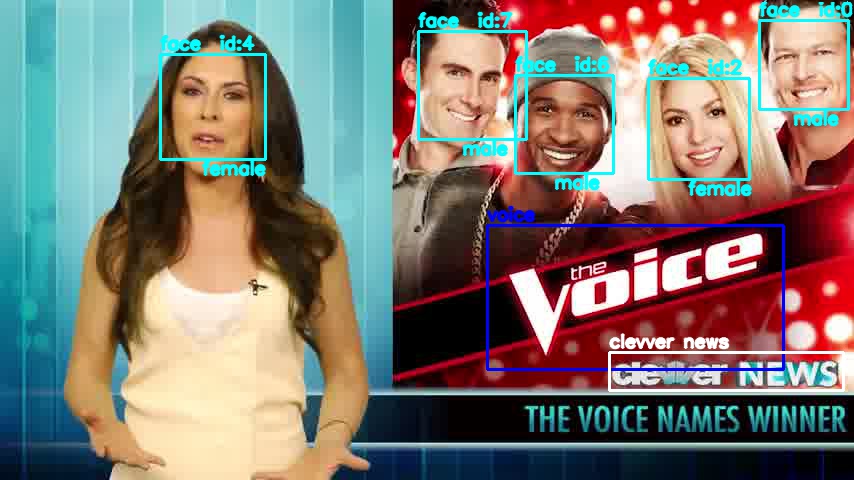 face id:4
female
face id:7
male
face id:6
male
face id:2
female
face id:0
male
voice
the
Voice
clevver news
clevver NEWS
THE VOICE NAMES WINNER